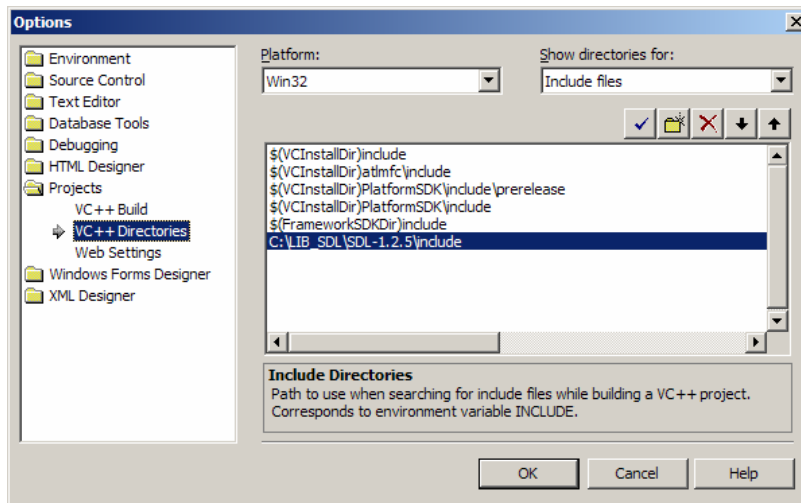 Options
Environment
Source Control
Text Editor
Database Tools
Debugging
HTML Designer
Projects
VC++ Build
VC++ Directories
Web Settings
Windows Forms Designer
XML Designer
Platform:
Win32
Show directories for:
Include files
$(VCInstallDir)include
$(VCInstallDir)atlmfc\include
$(VCInstallDir)PlatformSDK\include\prerelease
$(VCInstallDir)PlatformSDK\include
$(FrameworkSDKDir)include
C:\LIB_SDL\SDL-1.2.5\include
Include Directories
Path to use when searching for include files while building a VC++ project.
Corresponds to environment variable INCLUDE.
OK
Cancel
Help